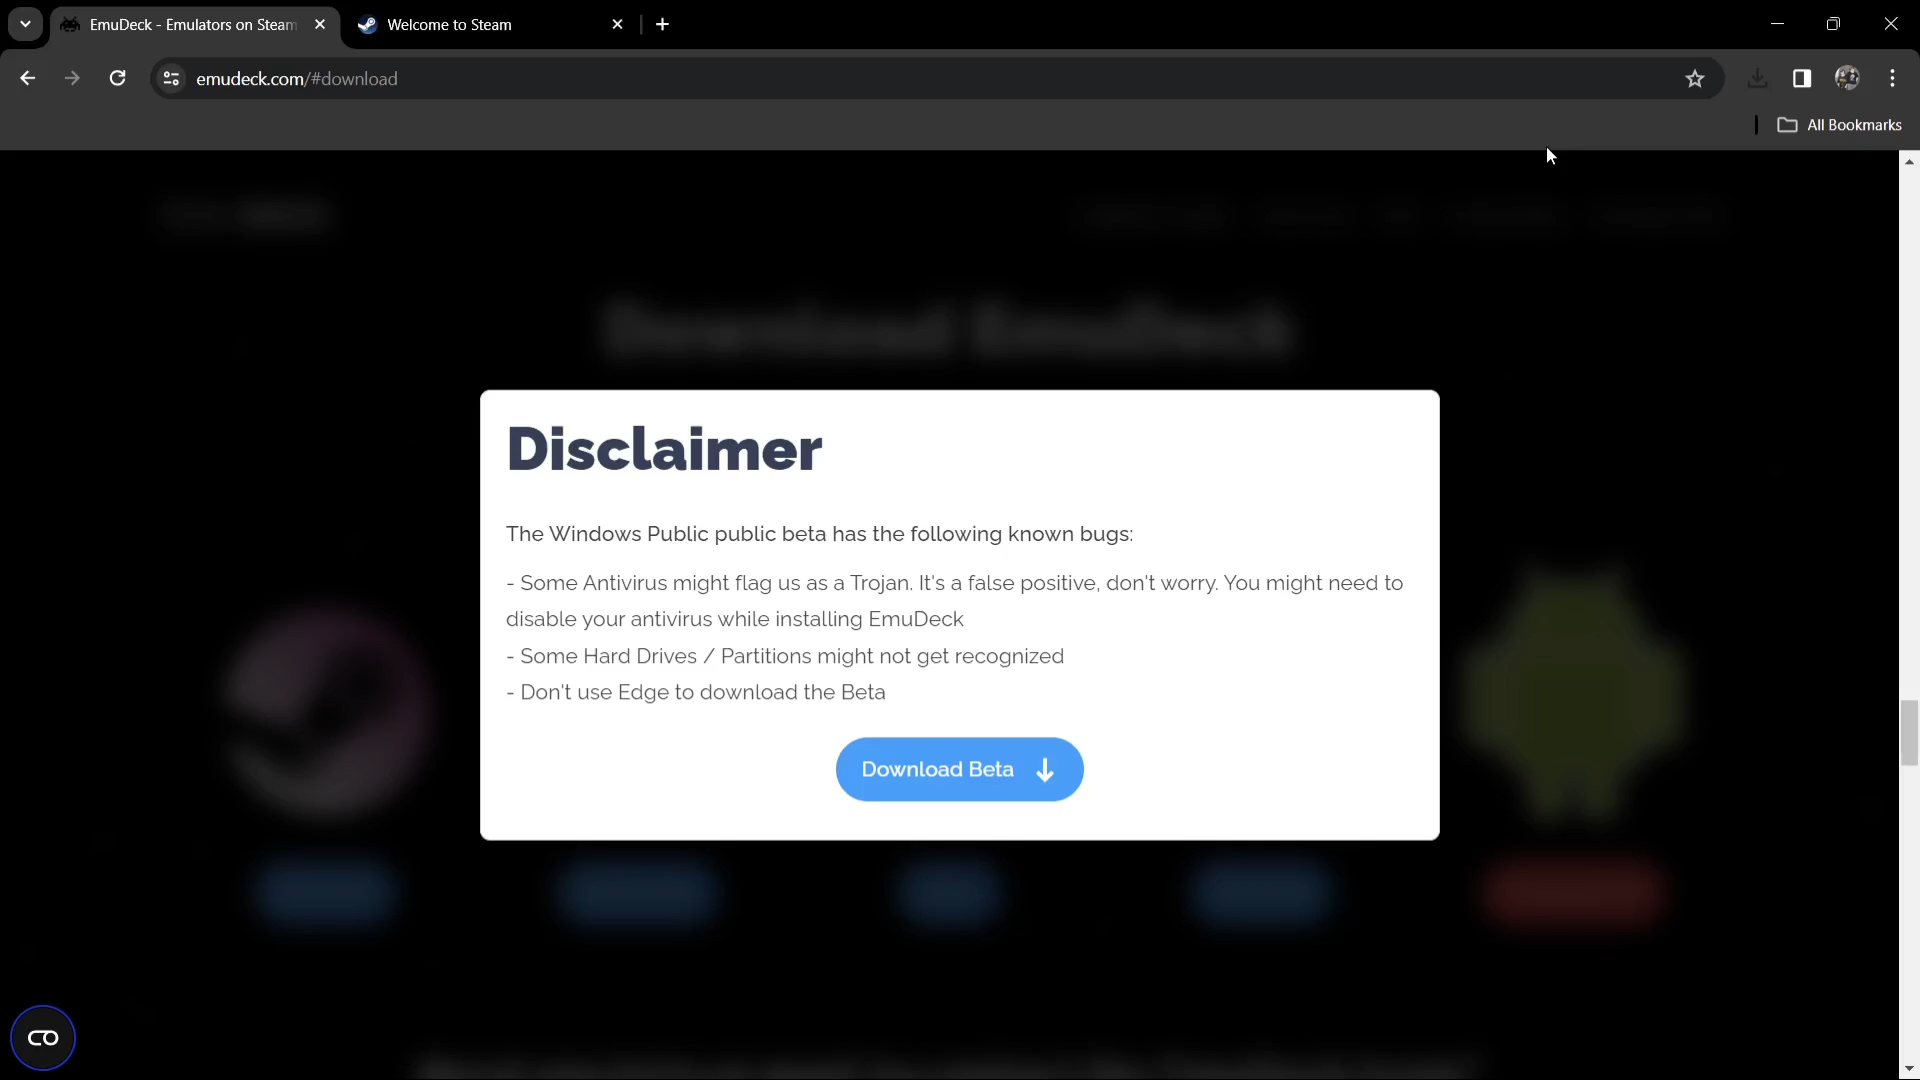 EmuDeck - Emulators on Steam
Welcome to Steam
emudeck.com/#download
All Bookmarks
Download EmuDeck
Disclaimer
The Windows Public public beta has the following known bugs:
- Some Antivirus might flag us as a Trojan. It's a false positive, don't worry. You might need to
disable your antivirus while installing EmuDeck
- Some Hard Drives / Partitions might not get recognized
- Don't use Edge to download the Beta
Download Beta